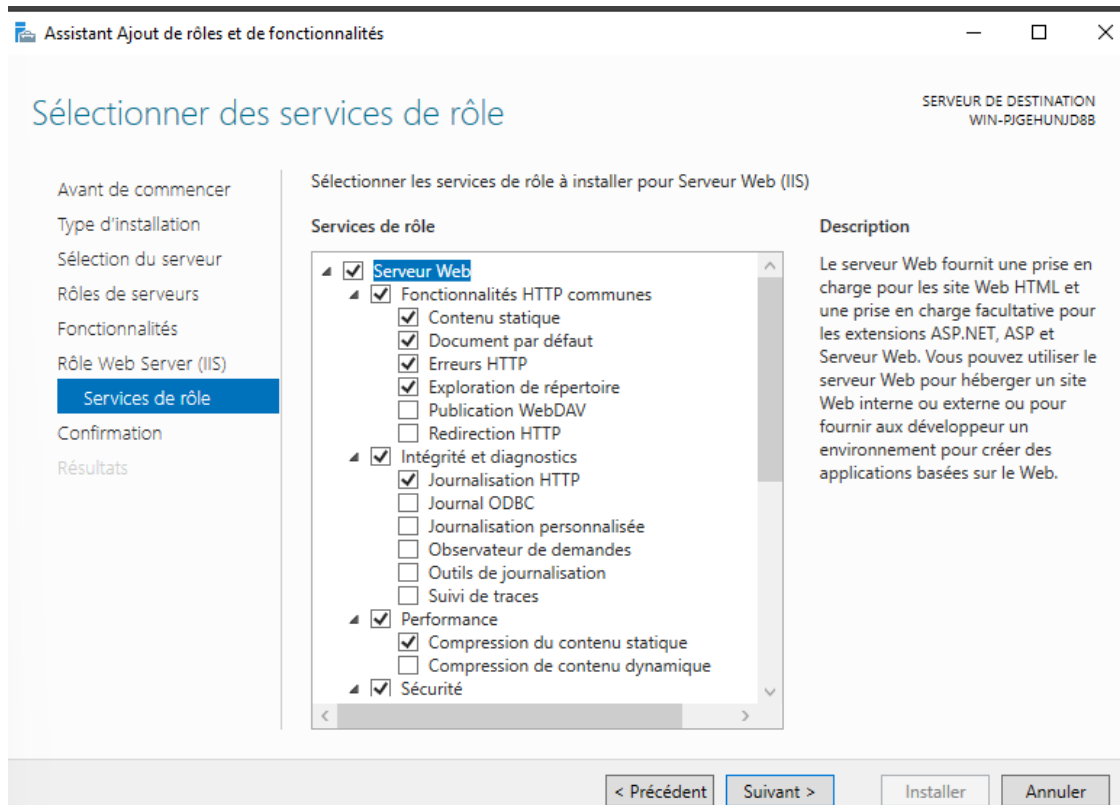 Assistant Ajout de rôles et de fonctionnalités
Sélectionner des services de rôle
SERVEUR DE DESTINATION
WIN-PJGEHUNJD8B
Avant de commencer
Type d'installation
Sélection du serveur
Rôles de serveurs
Fonctionnalités
Rôle Web Server (IIS)
Services de rôle
Confirmation
Résultats
Sélectionner les services de rôle à installer pour Serveur Web (IIS)
Services de rôle
Serveur Web
Fonctionnalités HTTP communes
Contenu statique
Document par défaut
Erreurs HTTP
Exploration de répertoire
Publication WebDAV
Redirection HTTP
Intégrité et diagnostics
Journalisation HTTP
Journal ODBC
Journalisation personnalisée
Observateur de demandes
Outils de journalisation
Suivi de traces
Performance
Compression du contenu statique
Compression de contenu dynamique
Sécurité
Description
Le serveur Web fournit une prise en
charge pour les site Web HTML et
une prise en charge facultative pour
les extensions ASP.NET, ASP et
Serveur Web. Vous pouvez utiliser le
serveur Web pour héberger un site
Web interne ou externe ou pour
fournir aux développeur un
environnement pour créer des
applications basées sur le Web.
< Précédent
Suivant >
Installer
Annuler